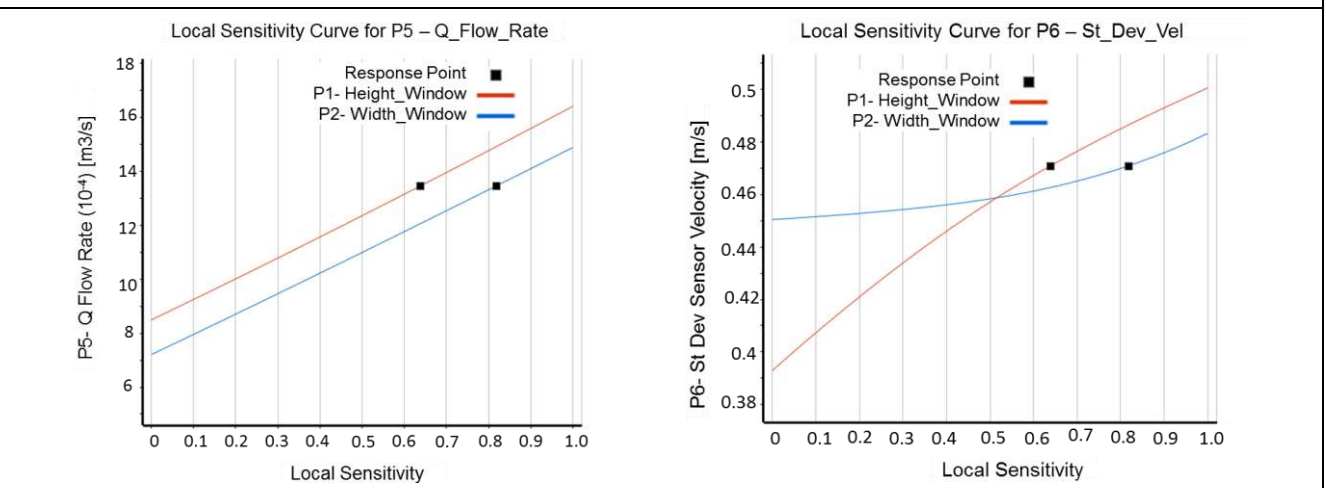 Local Sensitivity Curve for P5 – Q_Flow_Rate
Response Point
P1- Height_Window
P2- Width_Window
P5- Q Flow Rate (10⁻⁴) [m3/s]
18
16
14
12
10
8
6
0 0.1 0.2 0.3 0.4 0.5 0.6 0.7 0.8 0.9 1.0
Local Sensitivity
Local Sensitivity Curve for P6 – St_Dev_Vel
Response Point
P1- Height_Window
P2- Width_Window
P6- St Dev Sensor Velocity [m/s]
0.5
0.48
0.46
0.44
0.42
0.4
0.38
0 0.1 0.2 0.3 0.4 0.5 0.6 0.7 0.8 0.9 1.0
Local Sensitivity